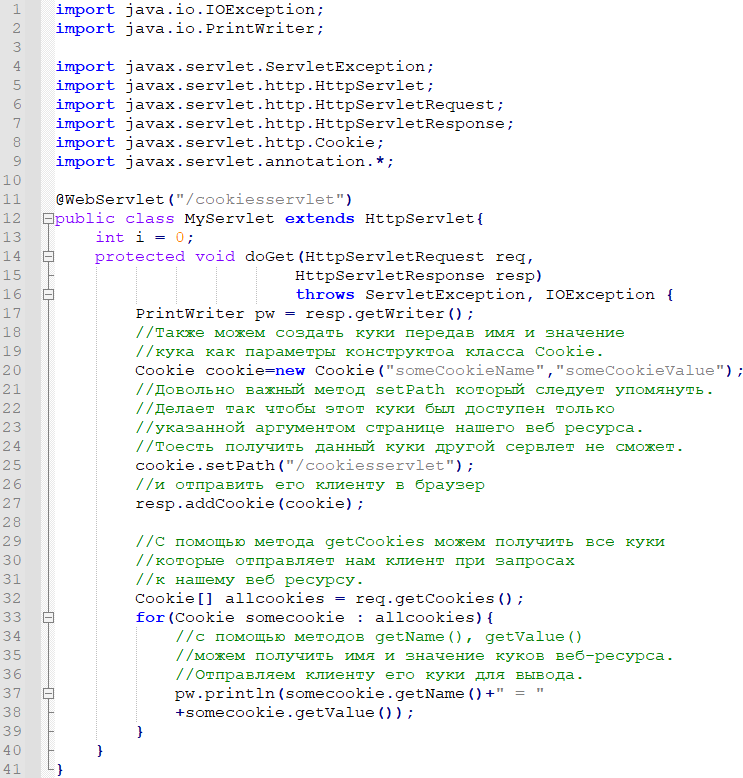 1 import java.io.IOException;
2 import java.io.PrintWriter;
3
4 import javax.servlet.ServletException;
5 import javax.servlet.http.HttpServlet;
6 import javax.servlet.http.HttpServletRequest;
7 import javax.servlet.http.HttpServletResponse;
8 import javax.servlet.http.Cookie;
9 import javax.servlet.annotation.*;
10
11 @WebServlet("/cookiesservlet")
12 public class MyServlet extends HttpServlet{
13     int i = 0;
14     protected void doGet(HttpServletRequest req,
15                         HttpServletResponse resp)
16                         throws ServletException, IOException {
17         PrintWriter pw = resp.getWriter();
18         //Также можем создать куки передав имя и значение
19         //кука как параметры конструктоа класса Cookie.
20         Cookie cookie=new Cookie("someCookieName","someCookieValue");
21         //Довольно важный метод setPath который следует упомянуть.
22         //Делает так чтобы этот куки был доступен только
23         //указанной аргументом странице нашего веб ресурса.
24         //Тоесть получить данный куки другой сервлет не сможет.
25         cookie.setPath("/cookiesservlet");
26         //и отправить его клиенту в браузер
27         resp.addCookie(cookie);
28
29         //С помощью метода getCookies можем получить все куки
30         //которые отправляет нам клиент при запросах
31         //к нашему веб ресурсу.
32         Cookie[] allcookies = req.getCookies();
33         for(Cookie somecookie : allcookies){
34             //с помощью методов getName(), getValue()
35             //можем получить имя и значение куков веб-ресурса.
36             //Отправляем клиенту его куки для вывода.
37             pw.println(somecookie.getName()+" = "
38             +somecookie.getValue());
39         }
40     }
41 }